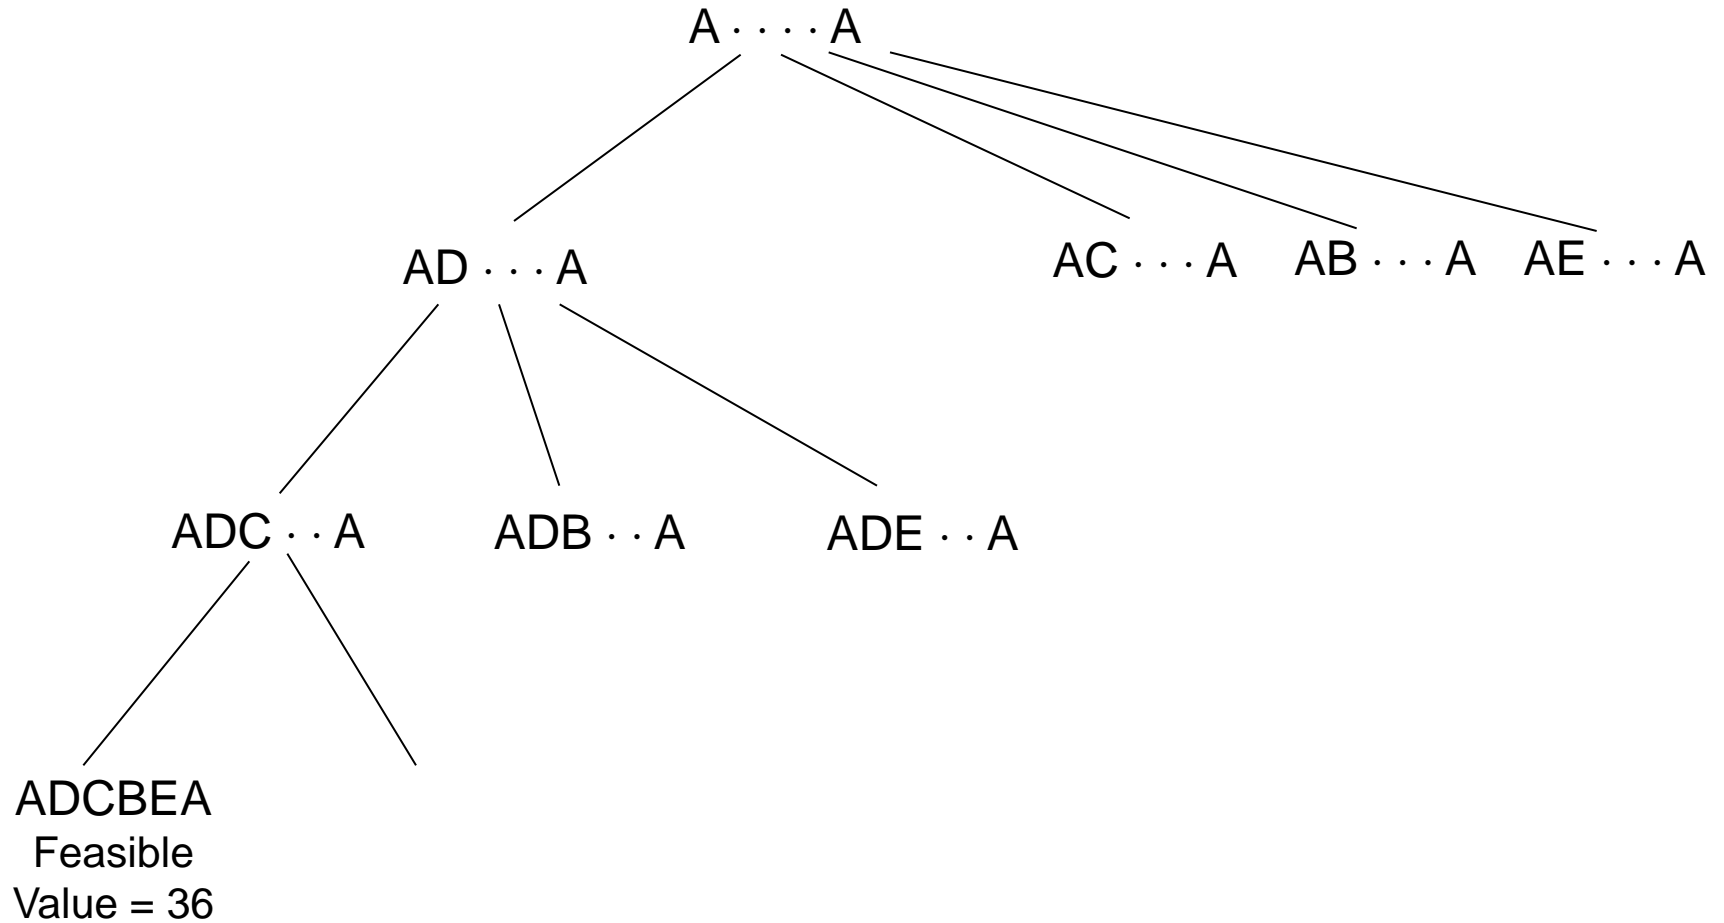 A · · · · A
AD · · · A
AC · · · A
AB · · · A
AE · · · A
ADC · · A
ADB · · A
ADE · · A
ADCBEA
Feasible
Value = 36